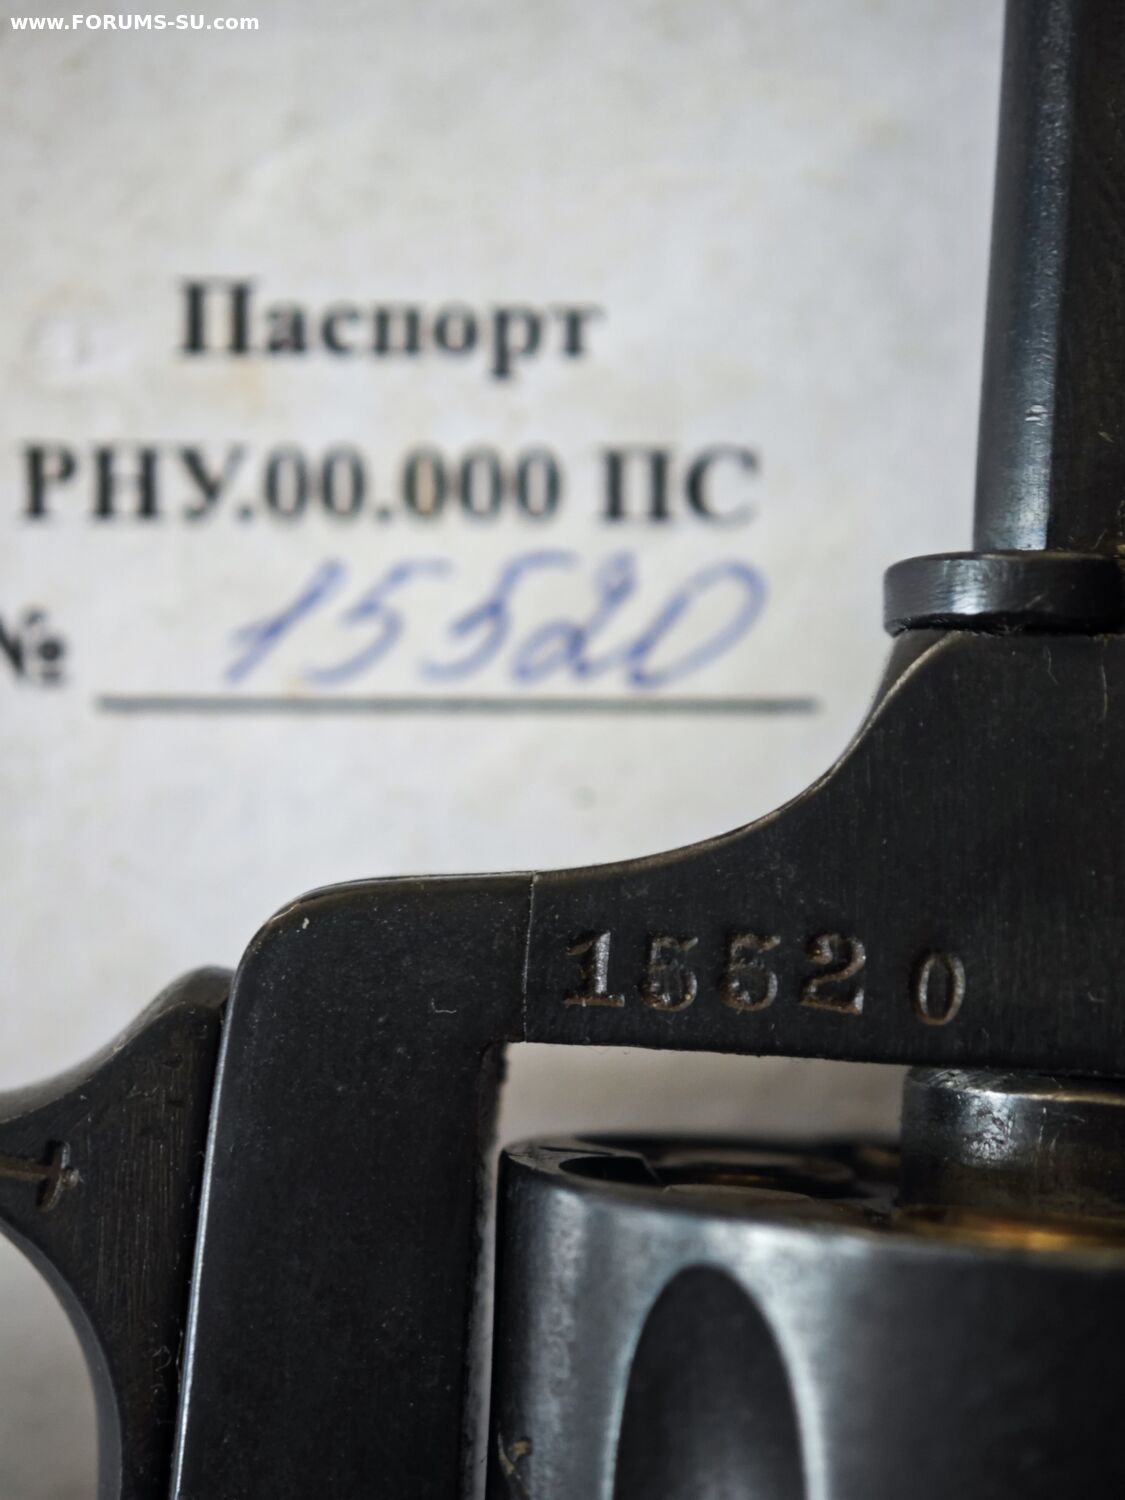 www.FORUMS-SU.com
Паспорт
РНУ.00.000 ПС
№ 15520
15520